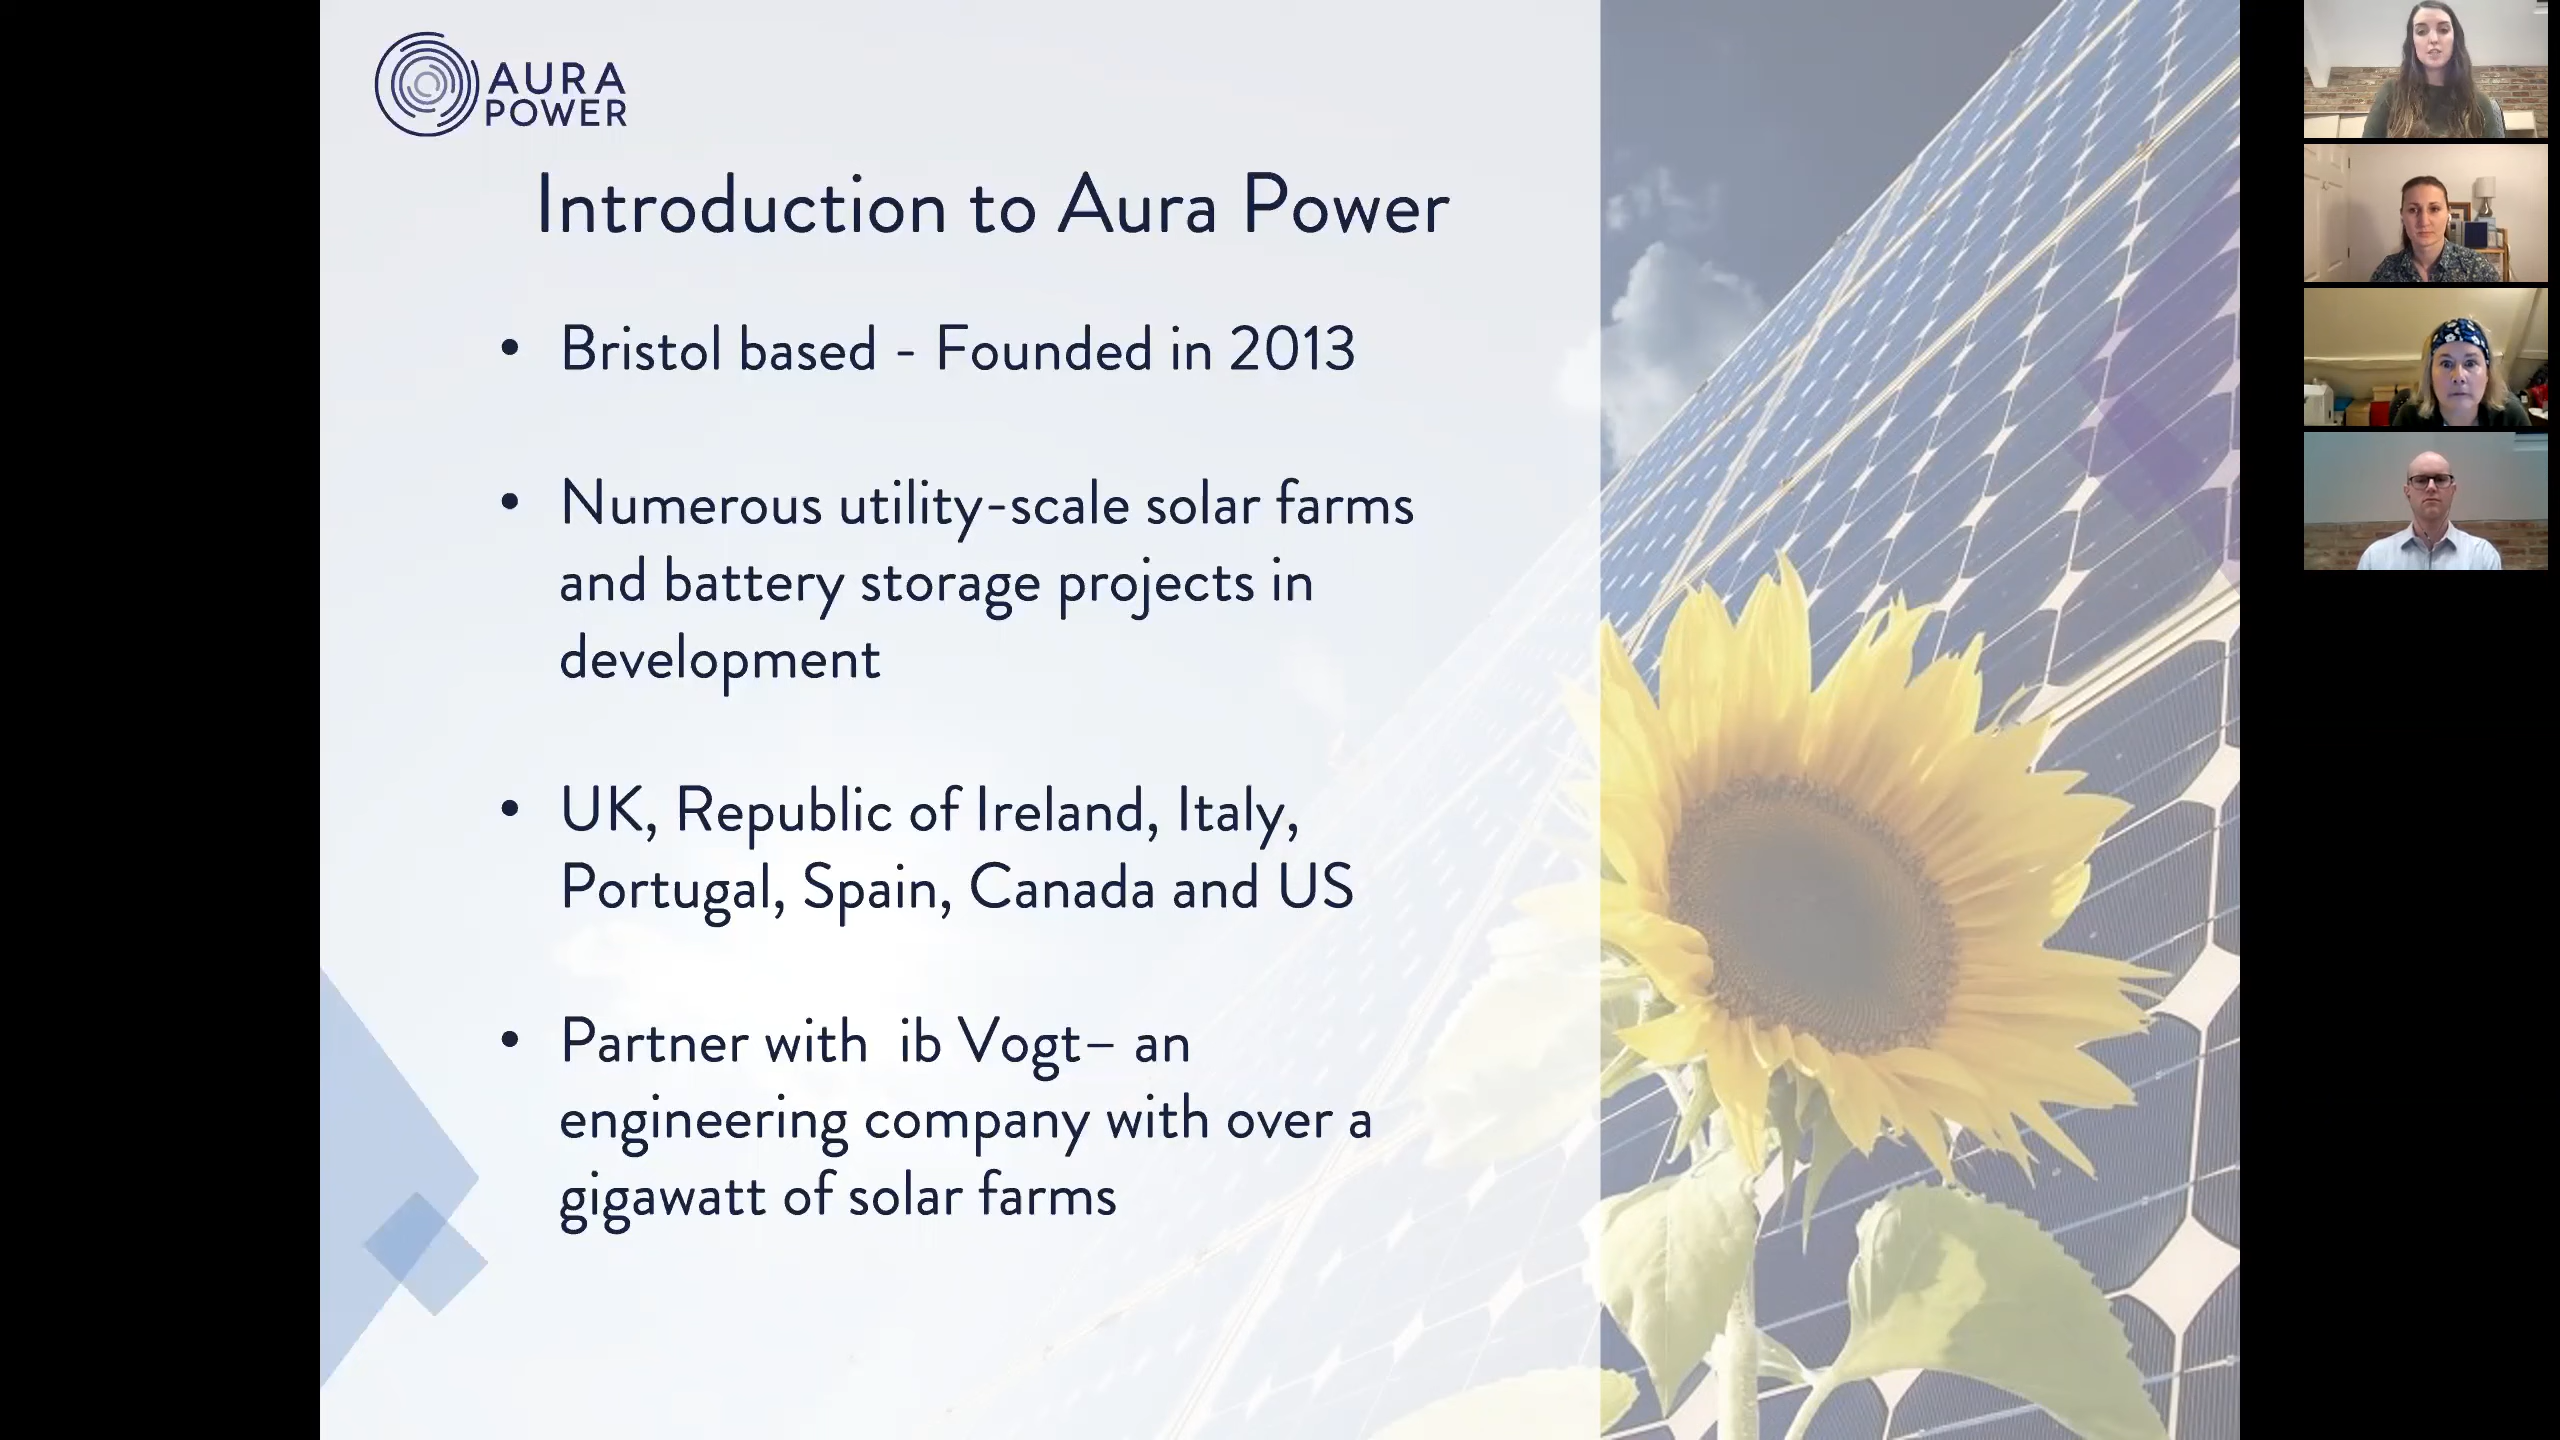 AURA
POWER
Introduction to Aura Power
• Bristol based - Founded in 2013
• Numerous utility-scale solar farms
and battery storage projects in
development
• UK, Republic of Ireland, Italy,
Portugal, Spain, Canada and US
• Partner with  ib Vogt– an
engineering company with over a
gigawatt of solar farms